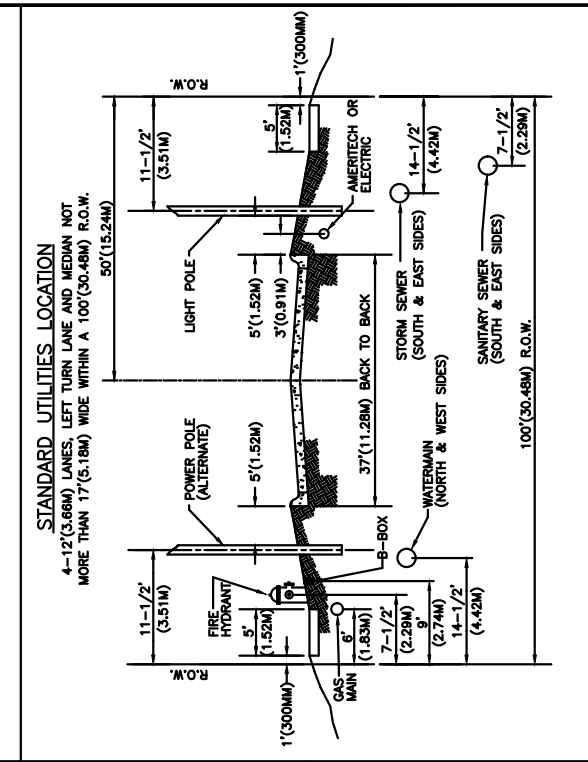 STANDARD UTILITIES LOCATION
4-12'(3.66M) LANES, LEFT TURN LANE AND MEDIAN NOT
MORE THAN 17'(5.18M) WIDE WITHIN A 100'(30.48M) R.O.W.
50'(15.24M)
11-1/2'
(3.51M)
11-1/2'
(3.51M)
R.O.W.
R.O.W.
POWER POLE
(ALTERNATE)
LIGHT POLE
FIRE
HYDRANT
5'
(1.52M)
5'(1.52M)
5'(1.52M)
3'(0.91M)
5'
(1.52M)
1'(300MM)
1'(300MM)
AMERITECH OR
ELECTRIC
GAS
MAIN
6'
(1.83M)
B-BOX
37'(11.28M) BACK TO BACK
7-1/2'
(2.29M)
9'
(2.74M)
14-1/2'
(4.42M)
WATERMAIN
(NORTH & WEST SIDES)
STORM SEWER
(SOUTH & EAST SIDES)
14-1/2'
(4.42M)
SANITARY SEWER
(SOUTH & EAST SIDES)
7-1/2'
(2.29M)
100'(30.48M) R.O.W.